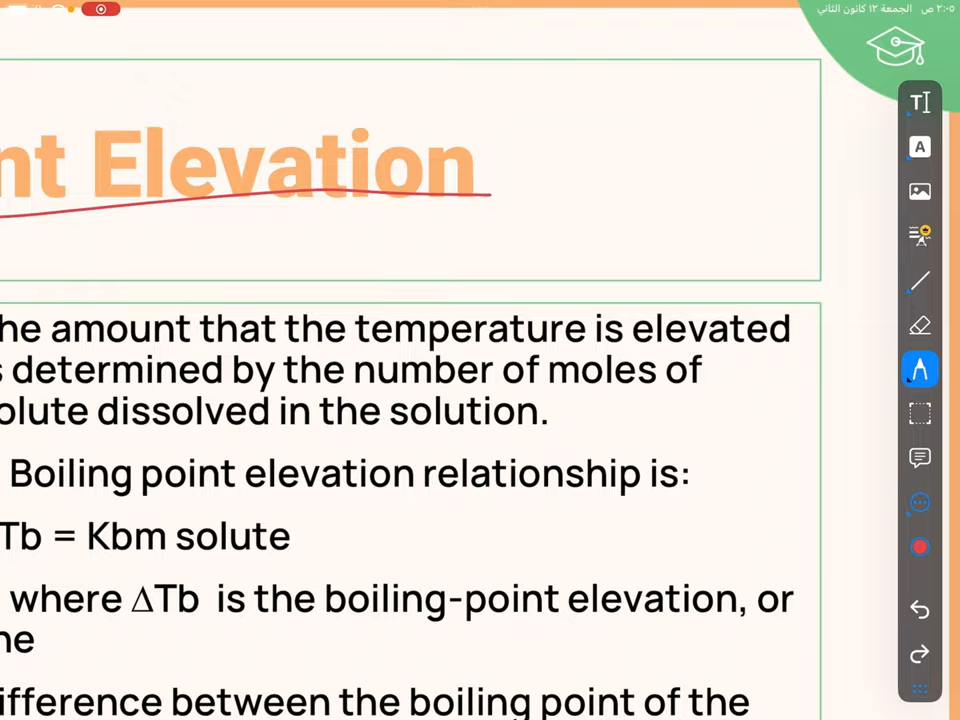 ٢:٠٥ ص الجمعة ١٢ كانون الثاني
nt Elevation
he amount that the temperature is elevated
s determined by the number of moles of
olute dissolved in the solution.
Boiling point elevation relationship is:
Tb = Kbm solute
where ΔTb is the boiling-point elevation, or
he
ifference between the boiling point of the
T
A